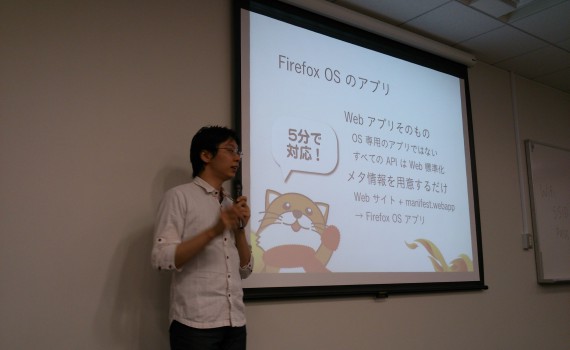 Firefox OS のアプリ
Web アプリそのもの
OS 専用のアプリではない
すべての API は Web 標準化
5分で
対応！
メタ情報を用意するだけ
Web サイト + manifest.webapp
→ Firefox OS アプリ